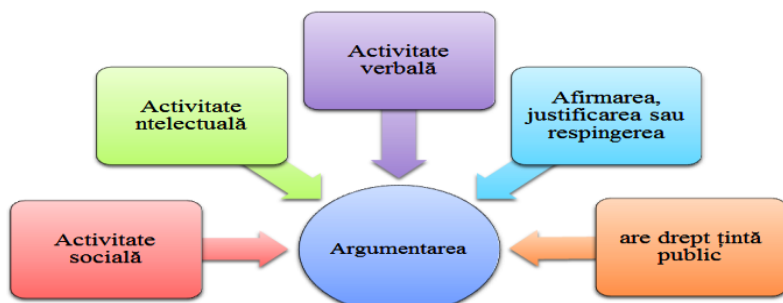 Activitate
verbală
Activitate
ntelectuală
Afirmarea,
justificarea sau
respingerea
Activitate
socială
Argumentarea
are drept țintă
public